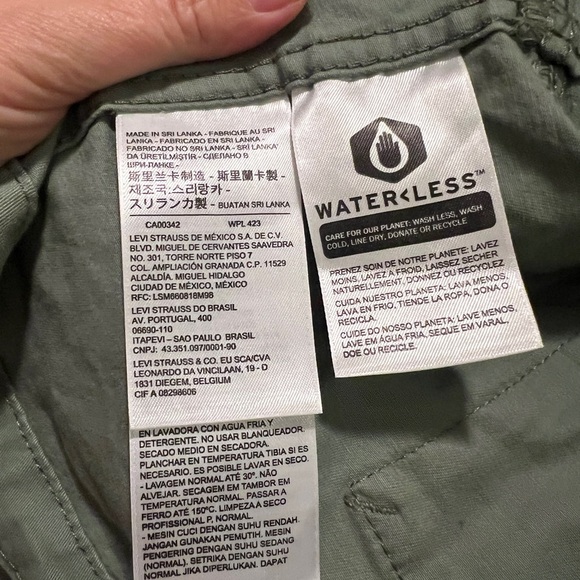 MADE IN SRI LANKA - FABRIQUE AU SRI
LANKA - FABRICADO EN SRI LANKA -
FABRICADO NO SRI LANKA - SRI LANKA'
DA ÜRETİLMİŞTİR - СДЕЛАНО В
ШРИ-ЛАНКЕ -
斯里兰卡制造 - 斯里蘭卡製 -
제조국:스리랑카 -
スリランカ製 - BUATAN SRI LANKA
CA00342 WPL 423
LEVI STRAUSS DE MÉXICO S.A. DE C.V.
BLVD. MIGUEL DE CERVANTES SAAVEDRA
NO. 301, TORRE NORTE PISO 7
COL. AMPLIACIÓN GRANADA C.P. 11529
ALCALDÍA. MIGUEL HIDALGO
CIUDAD DE MÉXICO, MÉXICO
RFC: LSM860818M98
LEVI STRAUSS DO BRASIL
AV. PORTUGAL, 400
06690-110
ITAPEVI – SAO PAULO BRASIL
CNPJ: 43.351.097/0001-90
LEVI STRAUSS & CO. EU SCA/CVA
LEONARDO DA VINCILAAN, 19 - D
1831 DIEGEM, BELGIUM
CIF A 08298606
EN LAVADORA CON AGUA FRIA Y
DETERGENTE. NO USAR BLANQUEADOR.
SECADO MEDIO EN SECADORA.
PLANCHAR EN TEMPERATURA TIBIA SI ES
NECESARIO. ES POSIBLE LAVAR EN SECO.
- LAVAGEM NORMAL ATÉ 30º. NÃO
ALVEJAR. SECAGEM EM TAMBOR EM
TEMPERATURA NORMAL. PASSAR A
FERRO ATÉ 150ºC. LIMPEZA A SECO
PROFISSIONAL P, NORMAL.
- MESIN CUCI DENGAN SUHU RENDAH.
JANGAN GUNAKAN PEMUTIH. MESIN
PENGERING DENGAN SUHU SEDANG
(NORMAL). SETRIKA DENGAN SUHU
DAHULU JIKA DIPERLUKAN. DAPAT
WATER<LESS™
CARE FOR OUR PLANET: WASH LESS, WASH
COLD, LINE DRY, DONATE OR RECYCLE
PRENEZ SOIN DE NOTRE PLANETE: LAVEZ
MOINS, LAVEZ A FROID, LAISSEZ SECHER
NATURELLEMENT, DONNEZ OU RECYCLEZ
CUIDA NUESTRO PLANETA: LAVA MENOS,
LAVA EN FRIO, TIENDE LA ROPA, DONA O
RECICLA.
CUIDE DO NOSSO PLANETA: LAVE MENOS,
LAVE EM ÁGUA FRIA, SEQUE EM VARAL,
DOE OU RECICLE.